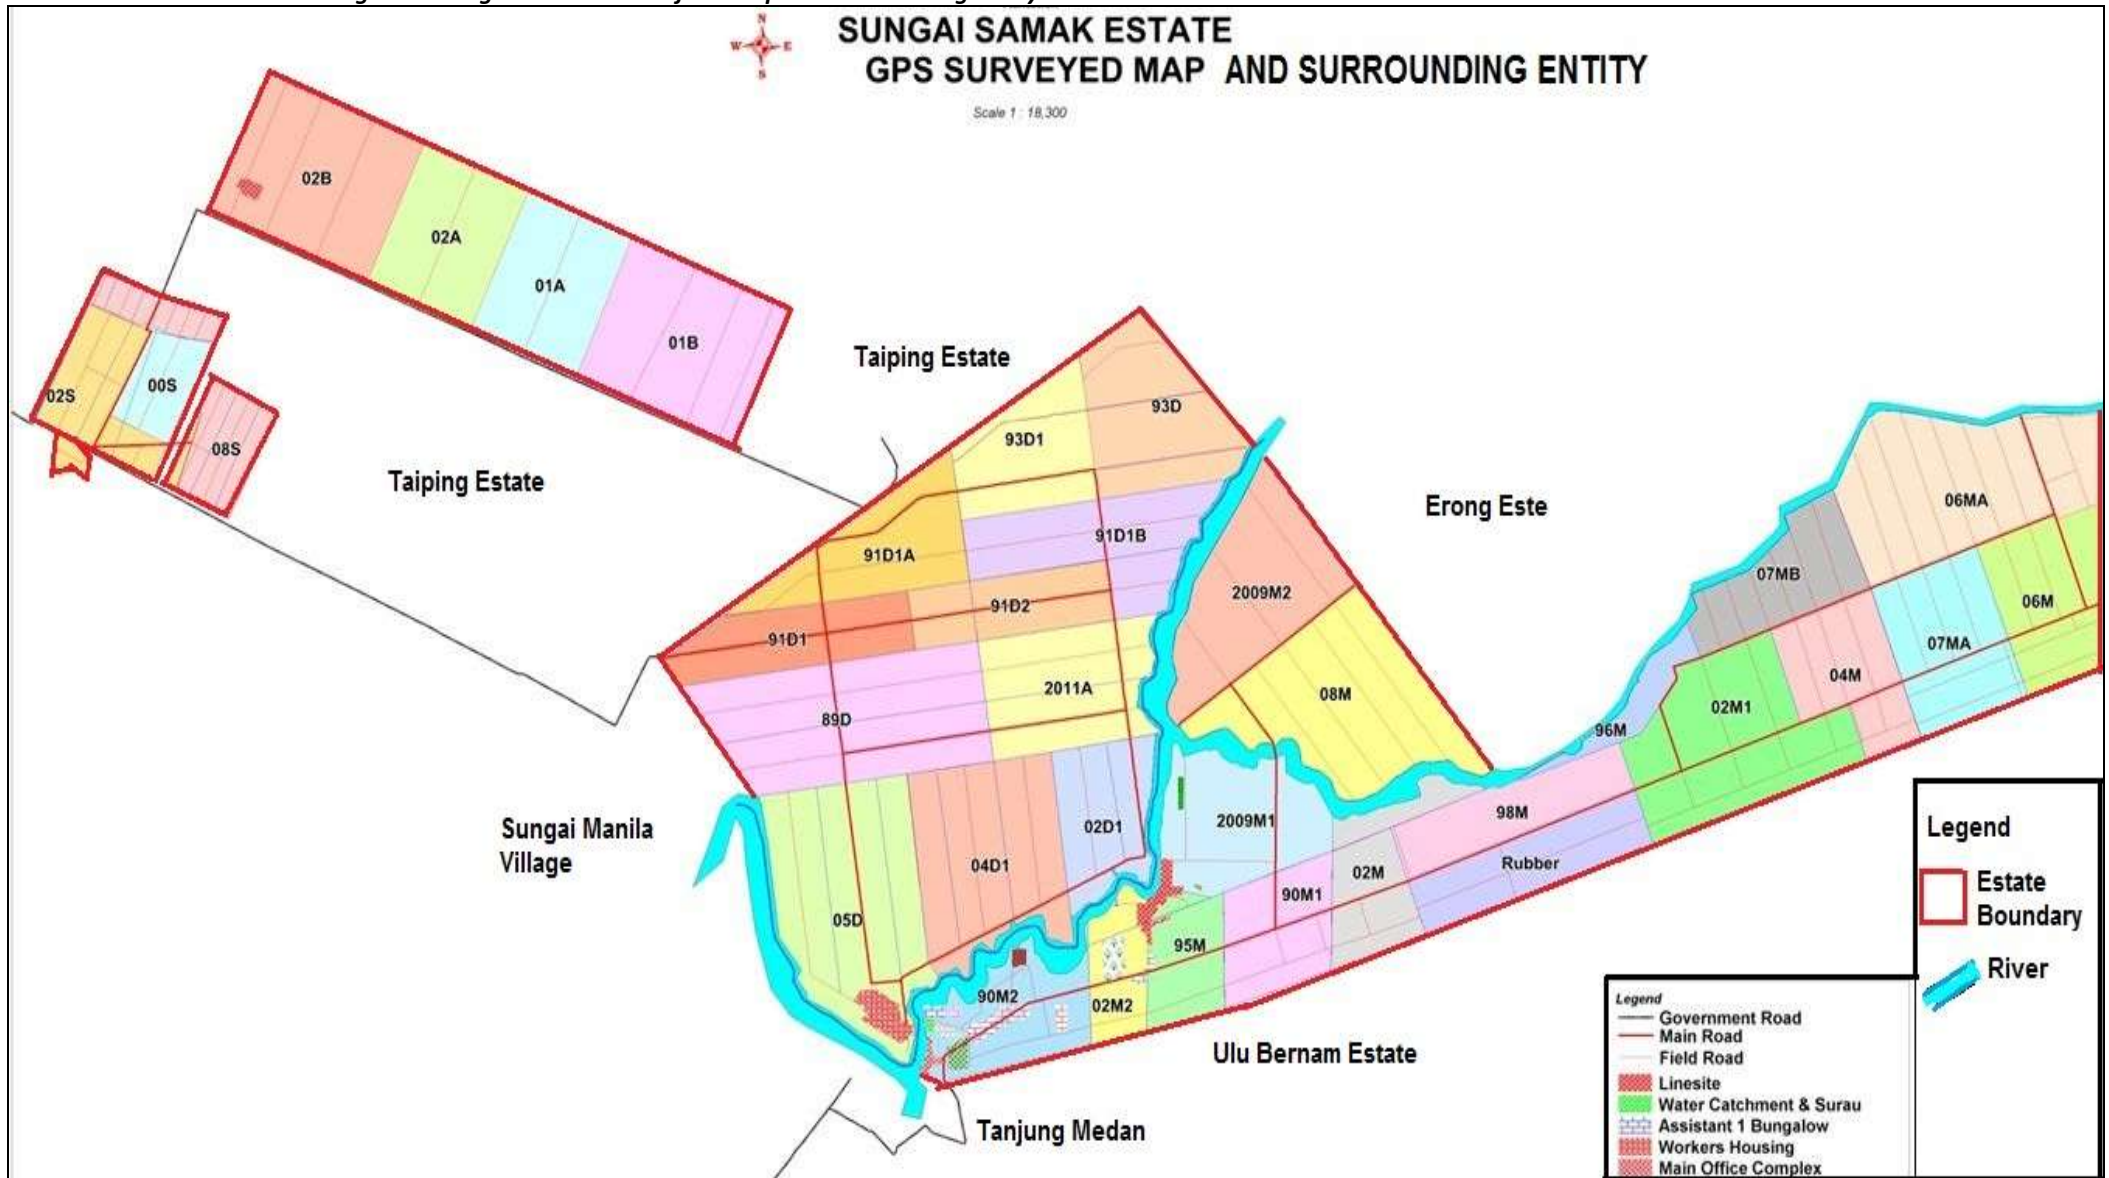 N
W E
S
SUNGAI SAMAK ESTATE
GPS SURVEYED MAP AND SURROUNDING ENTITY
Scale 1 : 18,300
02B
02A
01A
01B
02S
00S
08S
Taiping Estate
Taiping Estate
93D
93D1
91D1A
91D1B
91D2
91D1
2011A
89D
2009M2
08M
Erong Este
06MA
07MB
06M
07MA
04M
02M1
96M
98M
Rubber
2009M1
02M
90M1
95M
02M2
90M2
02D1
04D1
05D
Sungai Manila
Village
Ulu Bernam Estate
Tanjung Medan
Legend
Estate
Boundary
River
Legend
Government Road
Main Road
Field Road
Linesite
Water Catchment & Surau
Assistant 1 Bungalow
Workers Housing
Main Office Complex